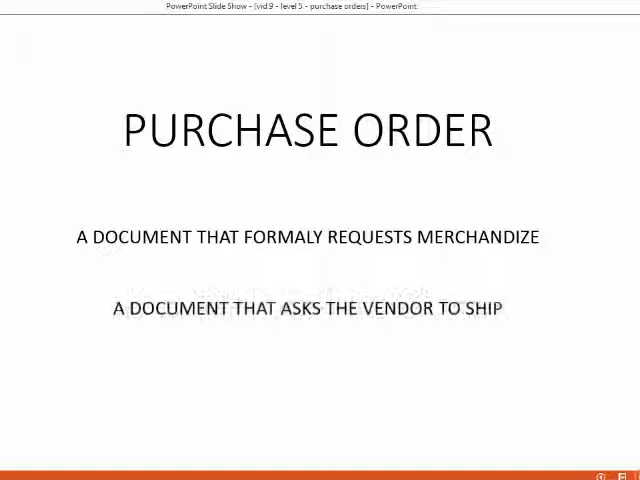 PowerPoint Slide Show - [vid 9 - level 5 - purchase orders] - PowerPoint
PURCHASE ORDER
A DOCUMENT THAT FORMALY REQUESTS MERCHANDIZE
A DOCUMENT THAT ASKS THE VENDOR TO SHIP